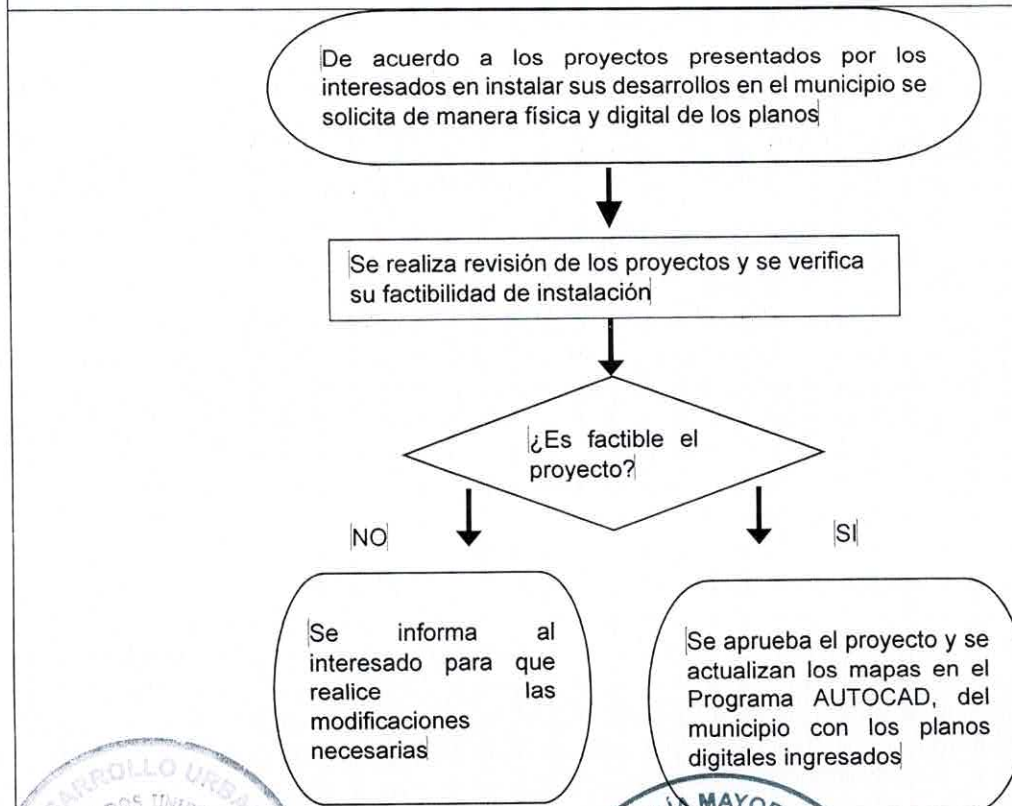 De acuerdo a los proyectos presentados por los
interesados en instalar sus desarrollos en el municipio se
solicita de manera física y digital de los planos
Se realiza revisión de los proyectos y se verifica
su factibilidad de instalación
¿Es factible el
proyecto?
NO
SI
Se informa al
interesado para que
realice las
modificaciones
necesarias
Se aprueba el proyecto y se
actualizan los mapas en el
Programa AUTOCAD, del
municipio con los planos
digitales ingresados